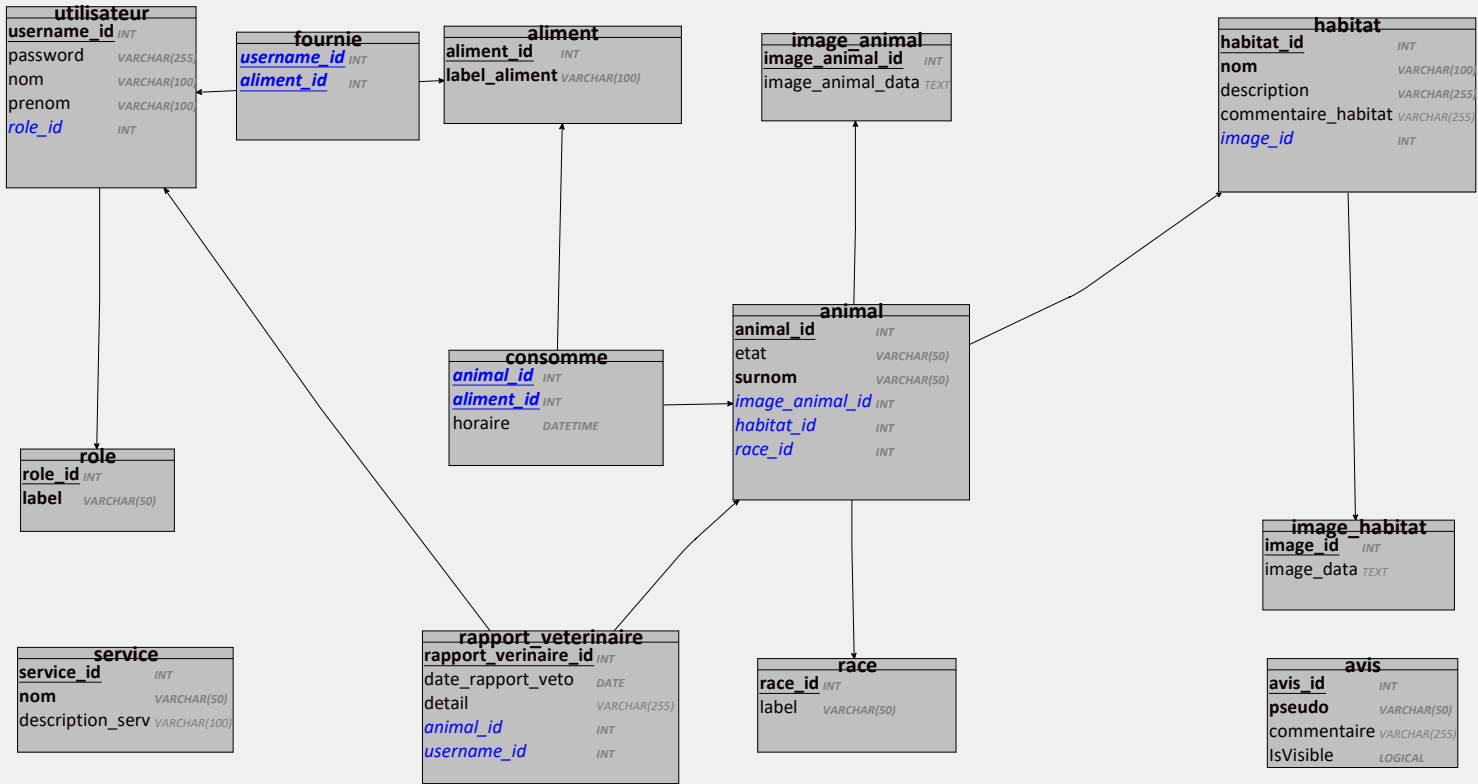 utilisateur
username_id INT
password VARCHAR(255)
nom VARCHAR(100)
prenom VARCHAR(100)
role_id INT
fournie
username_id INT
aliment_id INT
aliment
aliment_id INT
label_aliment VARCHAR(100)
image_animal
image_animal_id INT
image_animal_data TEXT
habitat
habitat_id INT
nom VARCHAR(100)
description VARCHAR(255)
commentaire_habitat VARCHAR(255)
image_id INT
consomme
animal_id INT
aliment_id INT
horaire DATETIME
animal
animal_id INT
etat VARCHAR(50)
surnom VARCHAR(50)
image_animal_id INT
habitat_id INT
race_id INT
role
role_id INT
label VARCHAR(50)
image_habitat
image_id INT
image_data TEXT
service
service_id INT
nom VARCHAR(50)
description_serv VARCHAR(100)
rapport_veterinaire
rapport_verinaire_id INT
date_rapport_veto DATE
detail VARCHAR(255)
animal_id INT
username_id INT
race
race_id INT
label VARCHAR(50)
avis
avis_id INT
pseudo VARCHAR(50)
commentaire VARCHAR(255)
IsVisible LOGICAL